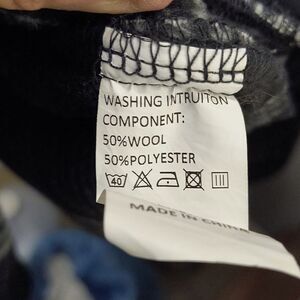 WASHING INTRUITON
COMPONENT:
50%WOOL
50%POLYESTER
40
MADE IN CHINA